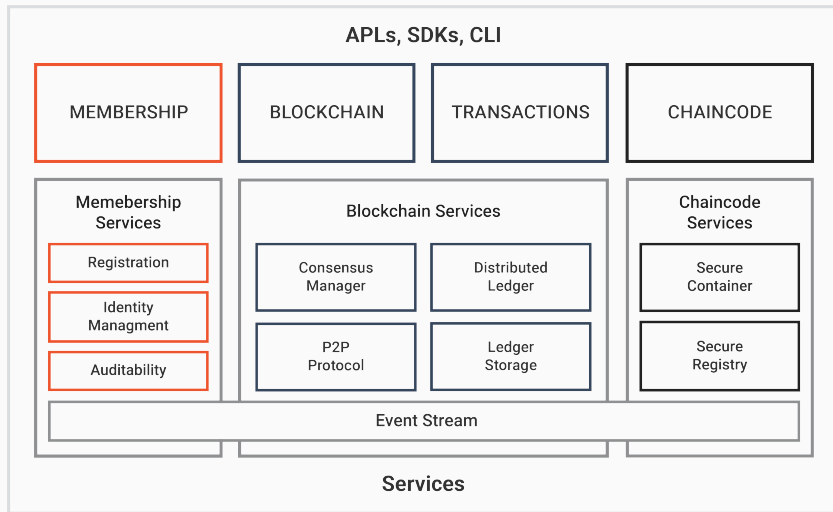 APLs, SDKs, CLI
MEMBERSHIP
BLOCKCHAIN
TRANSACTIONS
CHAINCODE
Memebership
Services
Registration
Identity
Managment
Auditability
Blockchain Services
Consensus
Manager
Distributed
Ledger
P2P
Protocol
Ledger
Storage
Chaincode
Services
Secure
Container
Secure
Registry
Event Stream
Services